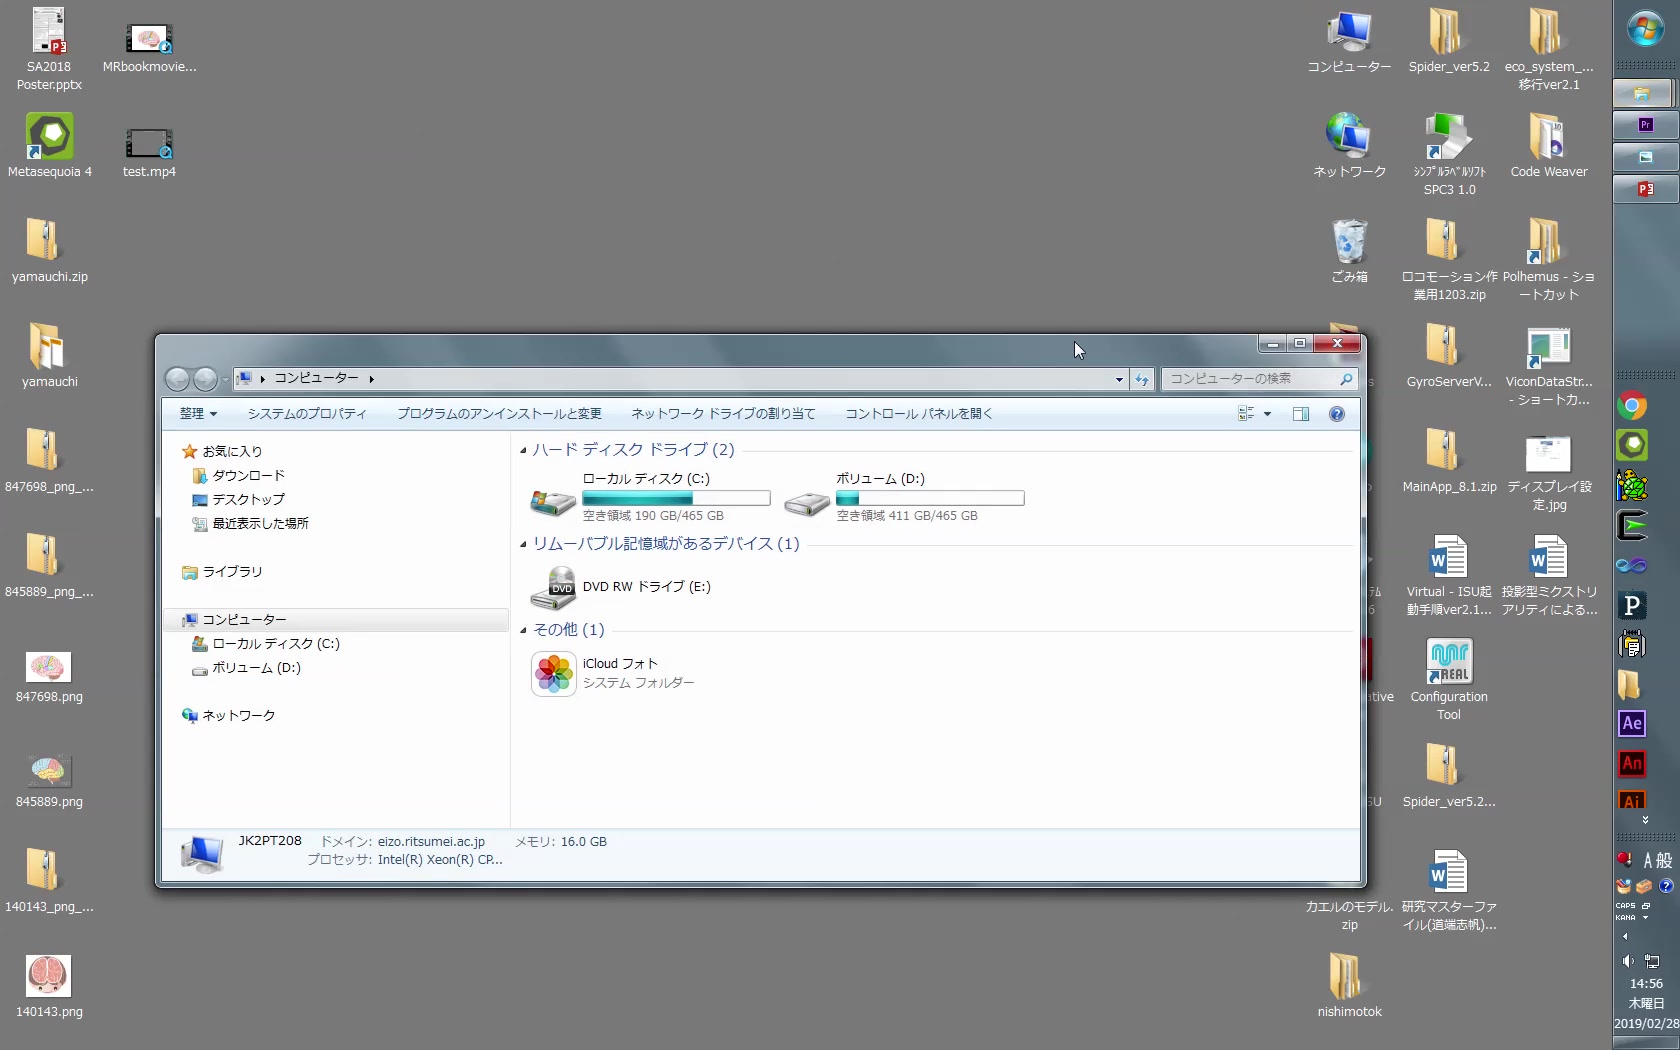 SA2018
Poster.pptx
MRbookmovie...
Metasequoia 4
test.mp4
yamauchi.zip
yamauchi
847698_png_...
845889_png_...
847698.png
845889.png
140143_png_...
140143.png
コンピューター
Spider_ver5.2
eco_system_...
移行ver2.1
ネットワーク
ｼﾝﾌﾟﾙﾗﾍﾞﾙｿﾌﾄ
SPC3 1.0
Code Weaver
ごみ箱
ロコモーション作
業用1203.zip
Polhemus - ショ
ートカット
GyroServerV...
ViconDataStr...
- ショートカ...
MainApp_8.1.zip
ディスプレイ設
定.jpg
Virtual - ISU起
動手順ver2.1...
投影型ミクストリ
アリティによる...
Configuration
Tool
Spider_ver5.2...
カエルのモデル.
zip
研究マスターファ
イル(道端志帆)...
nishimotok
コンピューター
コンピューターの検索
整理
システムのプロパティ
プログラムのアンインストールと変更
ネットワーク ドライブの割り当て
コントロール パネルを開く
お気に入り
ダウンロード
デスクトップ
最近表示した場所
ライブラリ
コンピューター
ローカル ディスク (C:)
ボリューム (D:)
ネットワーク
ハード ディスク ドライブ (2)
ローカル ディスク (C:)
空き領域 190 GB/465 GB
ボリューム (D:)
空き領域 411 GB/465 GB
リムーバブル記憶域があるデバイス (1)
DVD
DVD RW ドライブ (E:)
その他 (1)
iCloud フォト
システム フォルダー
JK2PT208
ドメイン: eizo.ritsumei.ac.jp
メモリ: 16.0 GB
プロセッサ: Intel(R) Xeon(R) CP...
mr
REAL
Pr
P
Ae
An
Ai
A 般
CAPS
KANA
14:56
木曜日
2019/02/28